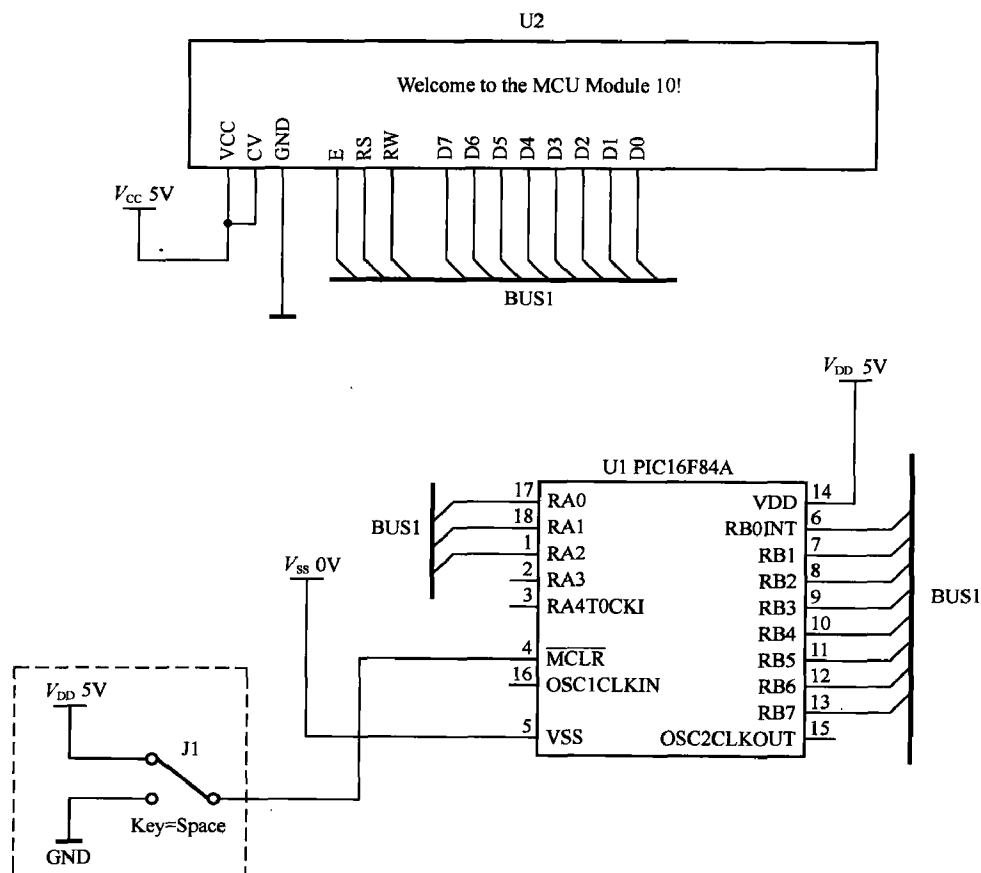 U2
Welcome to the MCU Module 10!
VCC
CV
GND
E
RS
RW
D7
D6
D5
D4
D3
D2
D1
D0
VCC 5V
BUS1
VDD 5V
U1 PIC16F84A
17 RA0
18 RA1
1 RA2
2 RA3
3 RA4T0CKI
4 MCLR
16 OSC1CLKIN
5 VSS
VDD 14
RB0INT 6
RB1 7
RB2 8
RB3 9
RB4 10
RB5 11
RB6 12
RB7 13
OSC2CLKOUT 15
BUS1
BUS1
VSS 0V
VDD 5V
J1
Key=Space
GND